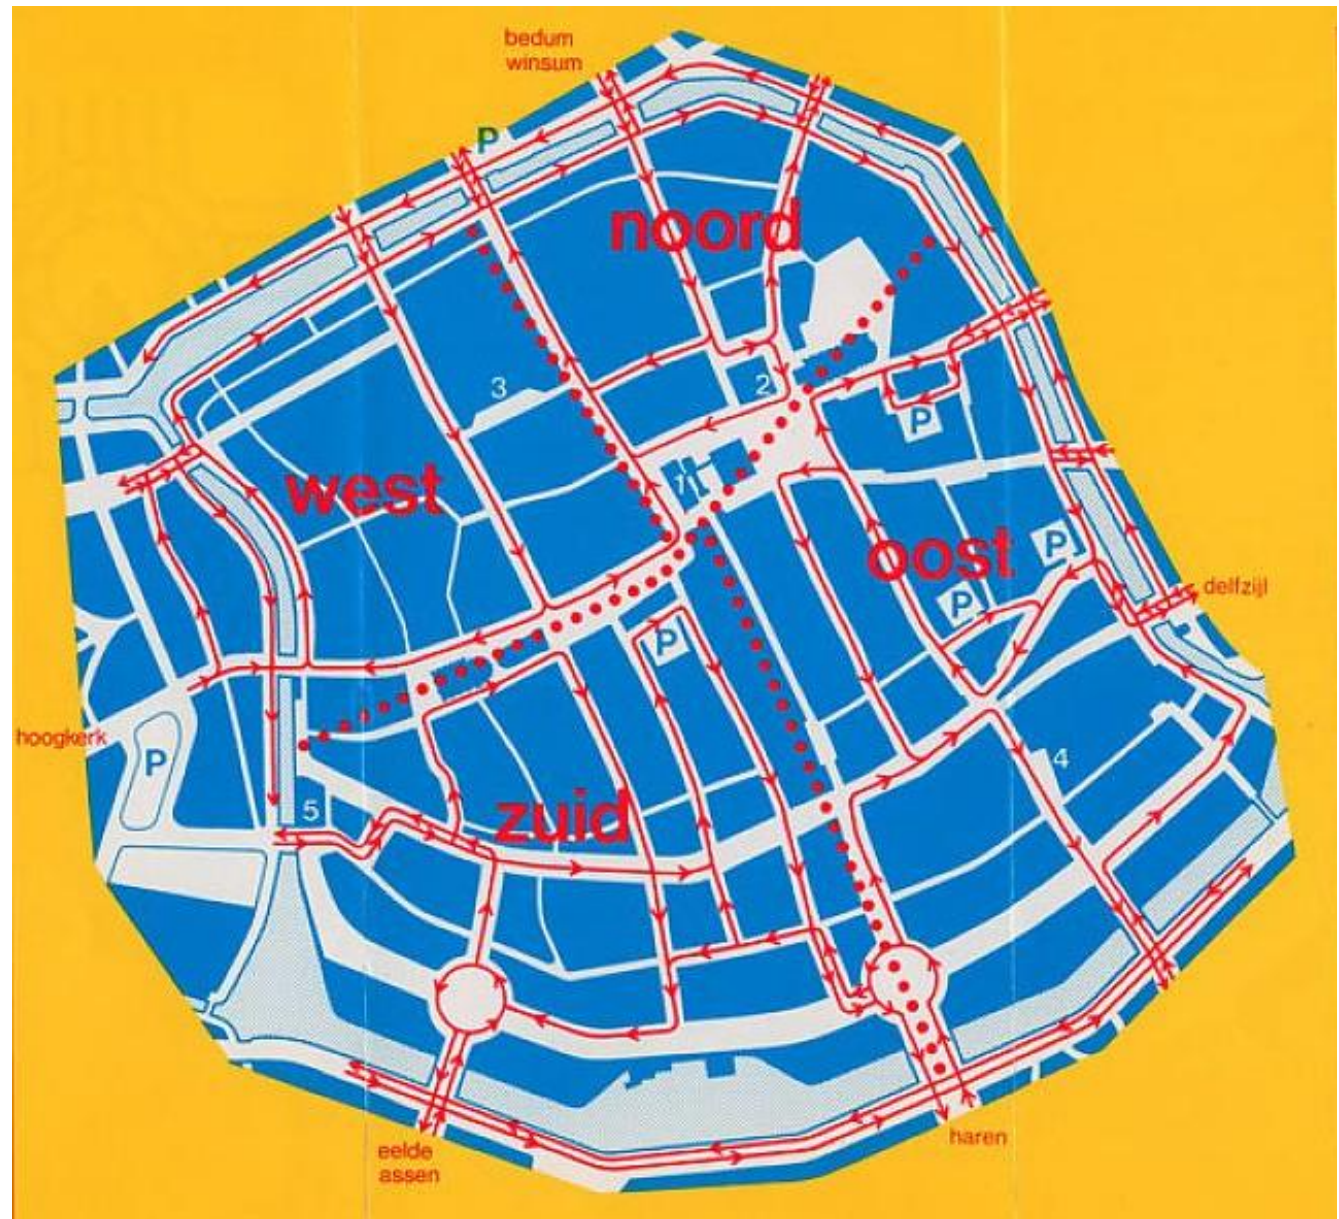 bedum
winsum
P
noord
3
2
P
west
1
oost
P
delfzijl
P
P
hoogkerk
P
4
zuid
5
eelde
assen
haren